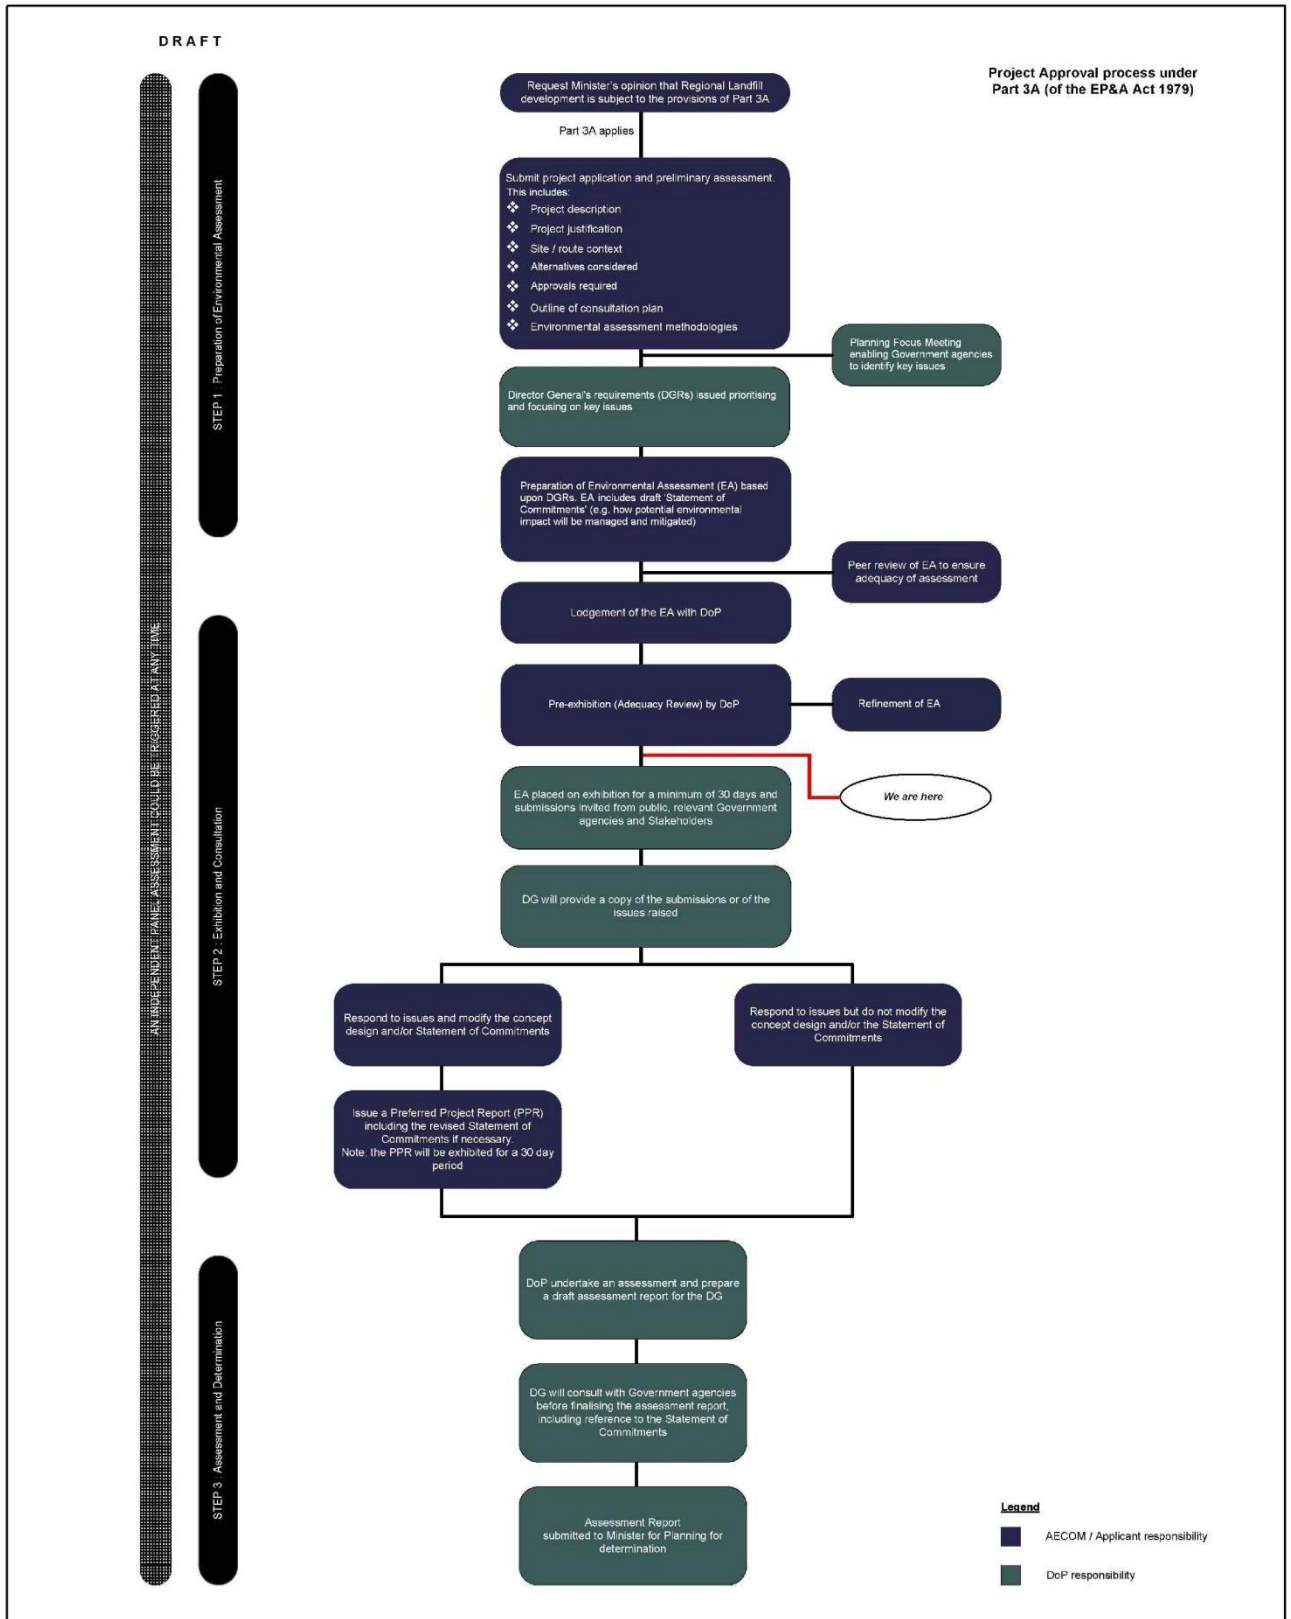 DRAFT
Project Approval process under
Part 3A (of the EP&A Act 1979)
AN INDEPENDENT PANEL ASSESSMENT COULD BE TRIGGERED AT ANY TIME
STEP 1 : Preparation of Environmental Assessment
Request Minister's opinion that Regional Landfill
development is subject to the provisions of Part 3A
Part 3A applies
Submit project application and preliminary assessment.
This includes:
❖ Project description
❖ Project justification
❖ Site / route context
❖ Alternatives considered
❖ Approvals required
❖ Outline of consultation plan
❖ Environmental assessment methodologies
Planning Focus Meeting
enabling Government agencies
to identify key issues
Director General's requirements (DGRs) issued prioritising
and focusing on key issues
Preparation of Environmental Assessment (EA) based
upon DGRs. EA includes draft 'Statement of
Commitments' (e.g. how potential environmental
impact will be managed and mitigated)
Peer review of EA to ensure
adequacy of assessment
STEP 2 : Exhibition and Consultation
Lodgement of the EA with DoP
Pre-exhibition (Adequacy Review) by DoP
Refinement of EA
We are here
EA placed on exhibition for a minimum of 30 days and
submissions invited from public, relevant Government
agencies and Stakeholders
DG will provide a copy of the submissions or of the
issues raised
Respond to issues and modify the concept
design and/or Statement of Commitments
Respond to issues but do not modify the
concept design and/or the Statement of
Commitments
Issue a Preferred Project Report (PPR)
including the revised Statement of
Commitments if necessary.
Note: the PPR will be exhibited for a 30 day
period
STEP 3 : Assessment and Determination
DoP undertake an assessment and prepare
a draft assessment report for the DG
DG will consult with Government agencies
before finalising the assessment report,
including reference to the Statement of
Commitments
Assessment Report
submitted to Minister for Planning for
determination
Legend
AECOM / Applicant responsibility
DoP responsibility